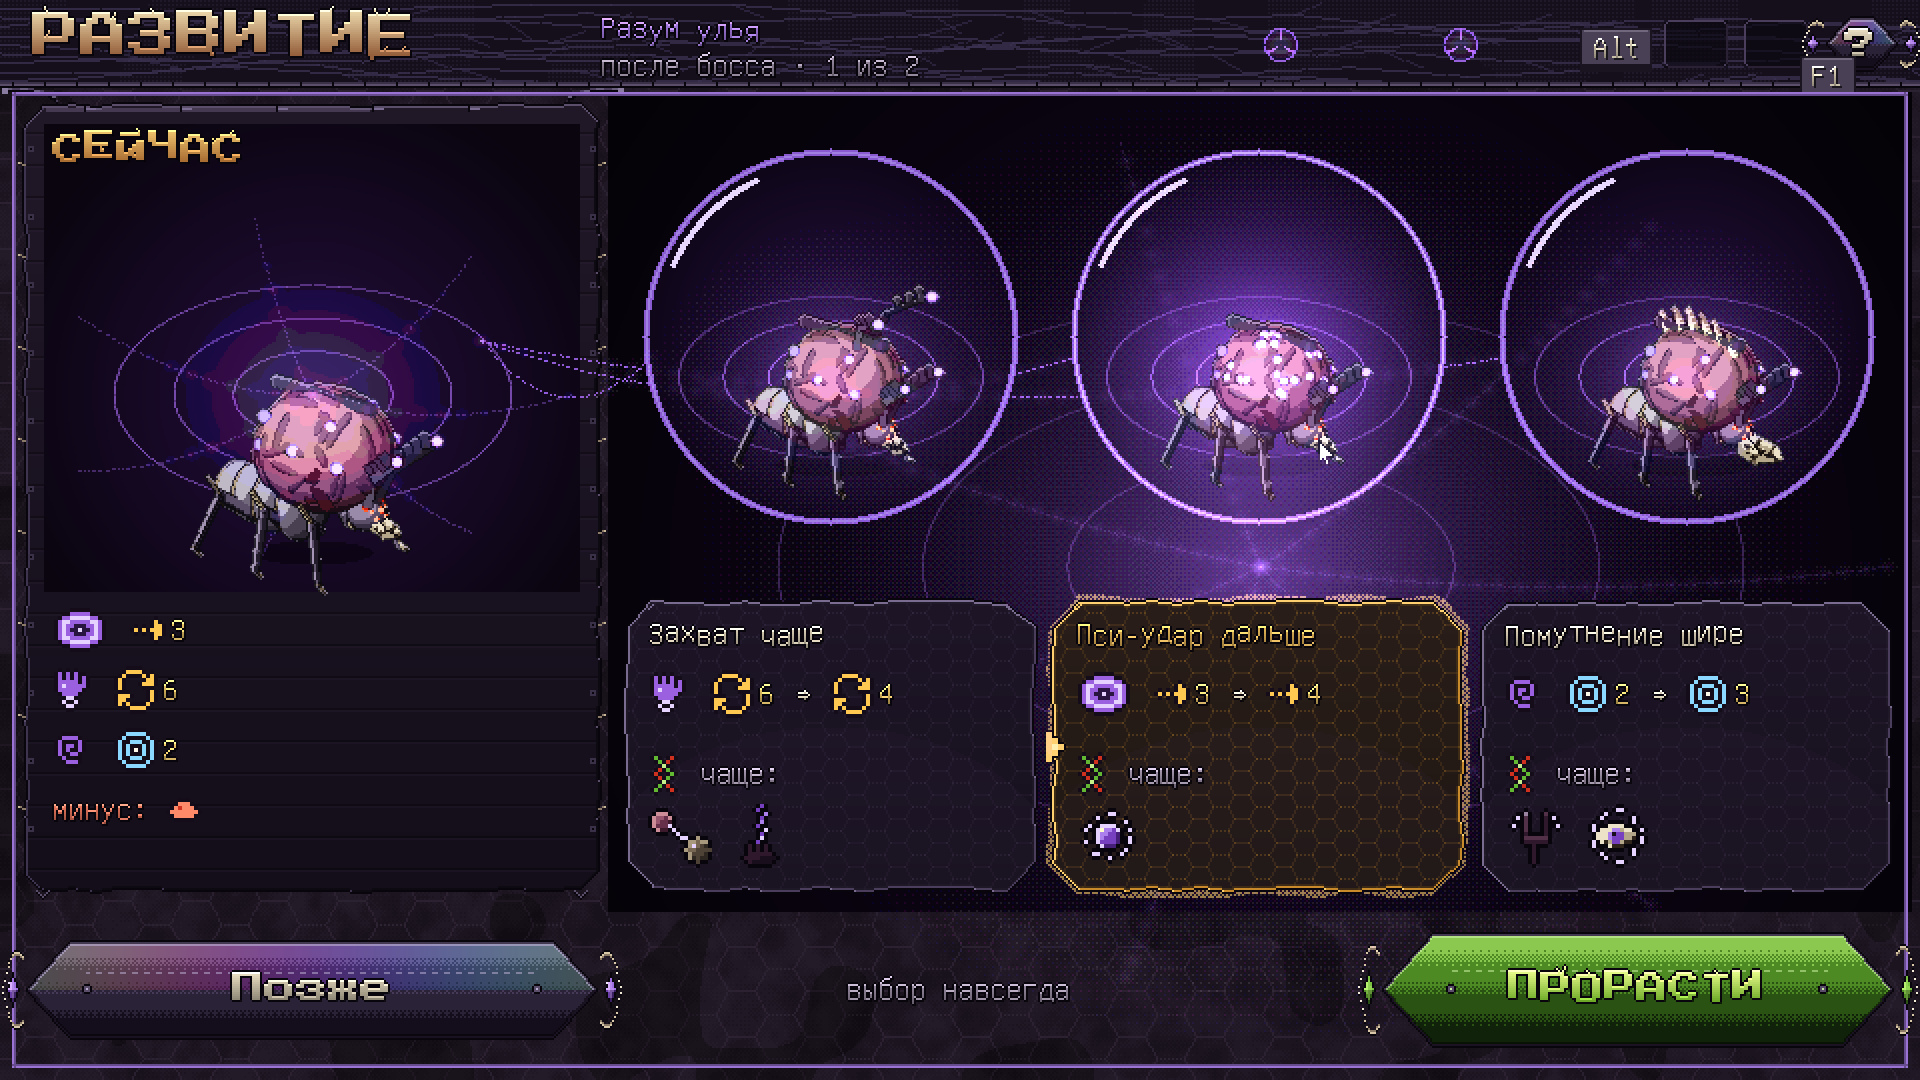 РАЗВИТИЕ
Разум улья
после босса · 1 из 2
Alt
?
F1
СЕЙЧАС
3
6
2
минус:
Захват чаще
6 ⇒ 4
чаще:
Пси-удар дальше
3 ⇒ 4
чаще:
Помутнение шире
2 ⇒ 3
чаще:
Позже
выбор навсегда
ПРОРАСТИ